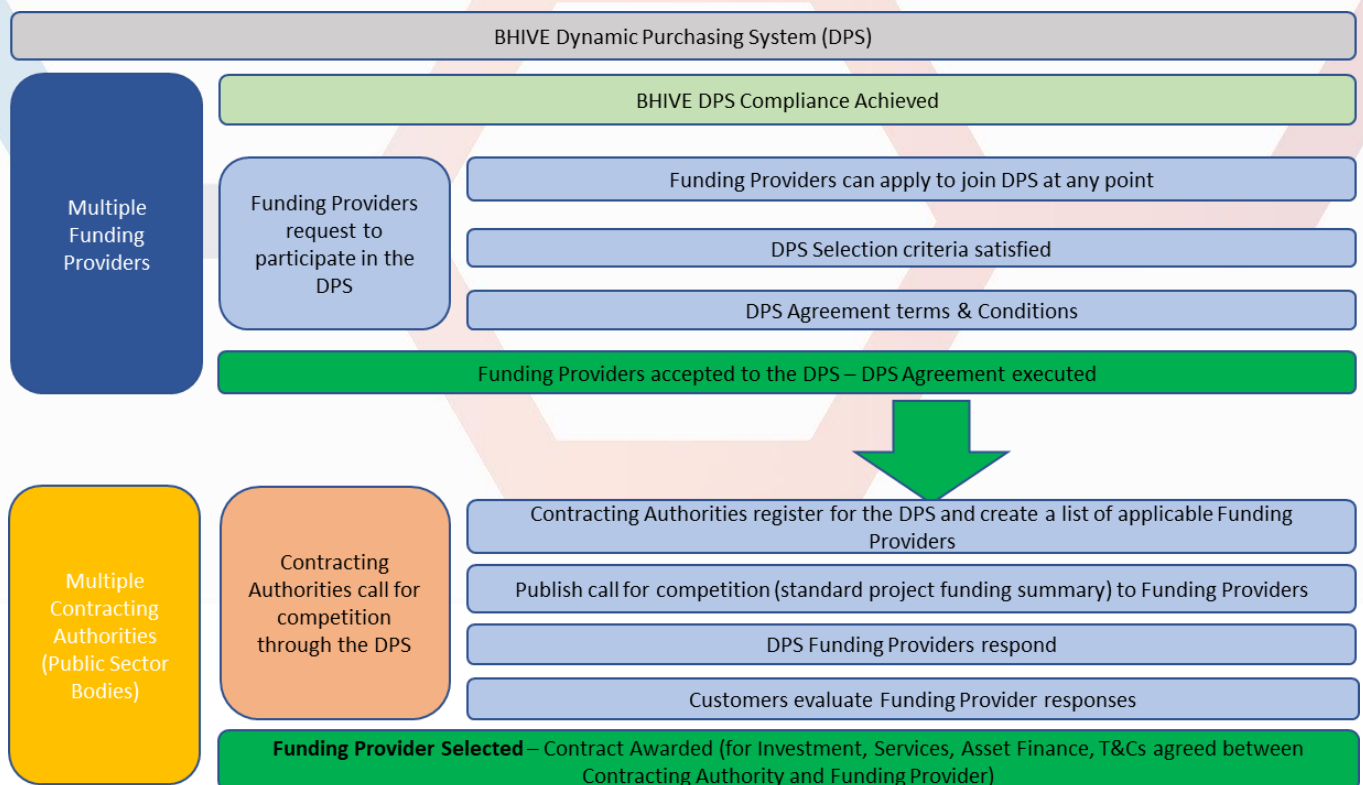 BHIVE Dynamic Purchasing System (DPS)
Multiple
Funding
Providers
BHIVE DPS Compliance Achieved
Funding Providers
request to
participate in the
DPS
Funding Providers can apply to join DPS at any point
DPS Selection criteria satisfied
DPS Agreement terms & Conditions
Funding Providers accepted to the DPS – DPS Agreement executed
Multiple
Contracting
Authorities
(Public Sector
Bodies)
Contracting
Authorities call for
competition
through the DPS
Contracting Authorities register for the DPS and create a list of applicable Funding
Providers
Publish call for competition (standard project funding summary) to Funding Providers
DPS Funding Providers respond
Customers evaluate Funding Provider responses
Funding Provider Selected – Contract Awarded (for Investment, Services, Asset Finance, T&Cs agreed between
Contracting Authority and Funding Provider)